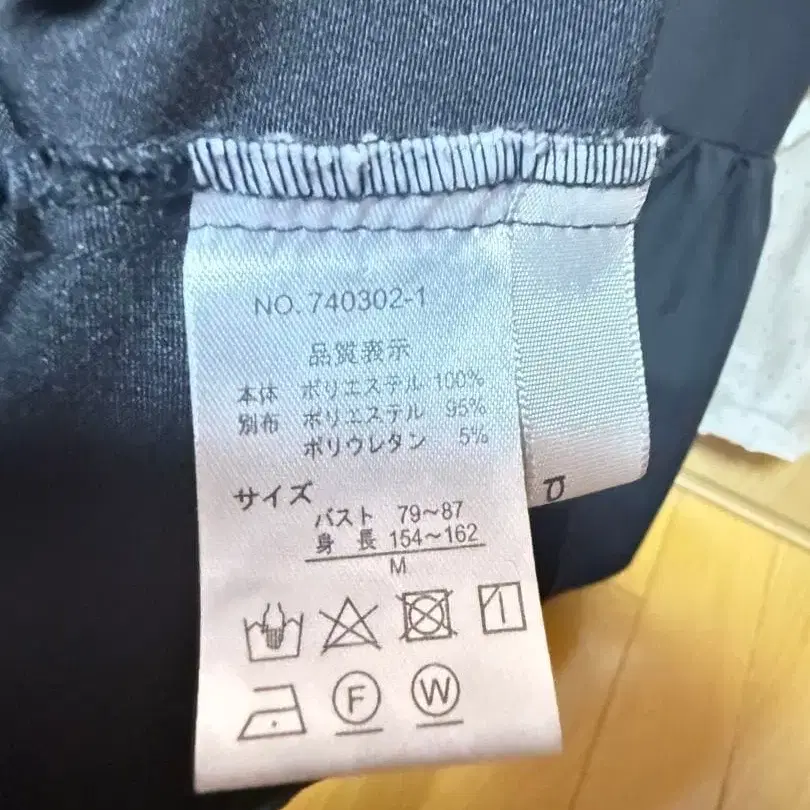 NO. 740302-1
品質表示
本体 ポリエステル 100%
別布 ポリエステル 95%
ポリウレタン 5%
サイズ
バスト 79~87
身 長 154~162
M
F W